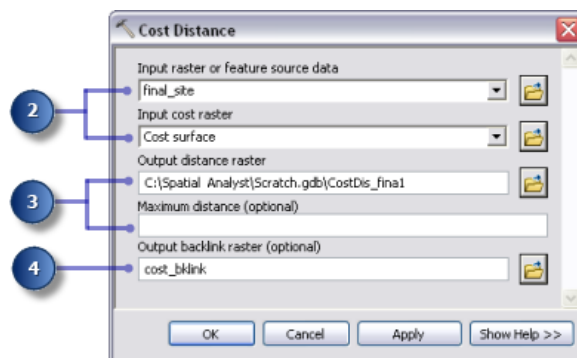 Cost Distance
Input raster or feature source data
2
final_site
Input cost raster
Cost surface
Output distance raster
3
C:\Spatial Analyst\Scratch.gdb\CostDis_fina1
Maximum distance (optional)
Output backlink raster (optional)
4
cost_bklink
OK Cancel Apply Show Help >>